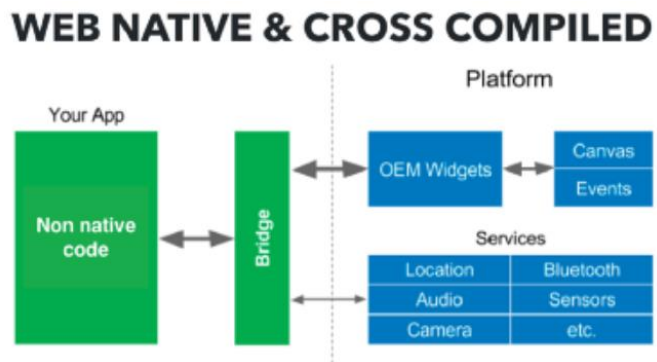 WEB NATIVE & CROSS COMPILED
Platform
Your App
Non native
code
Bridge
OEM Widgets
Canvas
Events
Services
Location
Bluetooth
Audio
Sensors
Camera
etc.